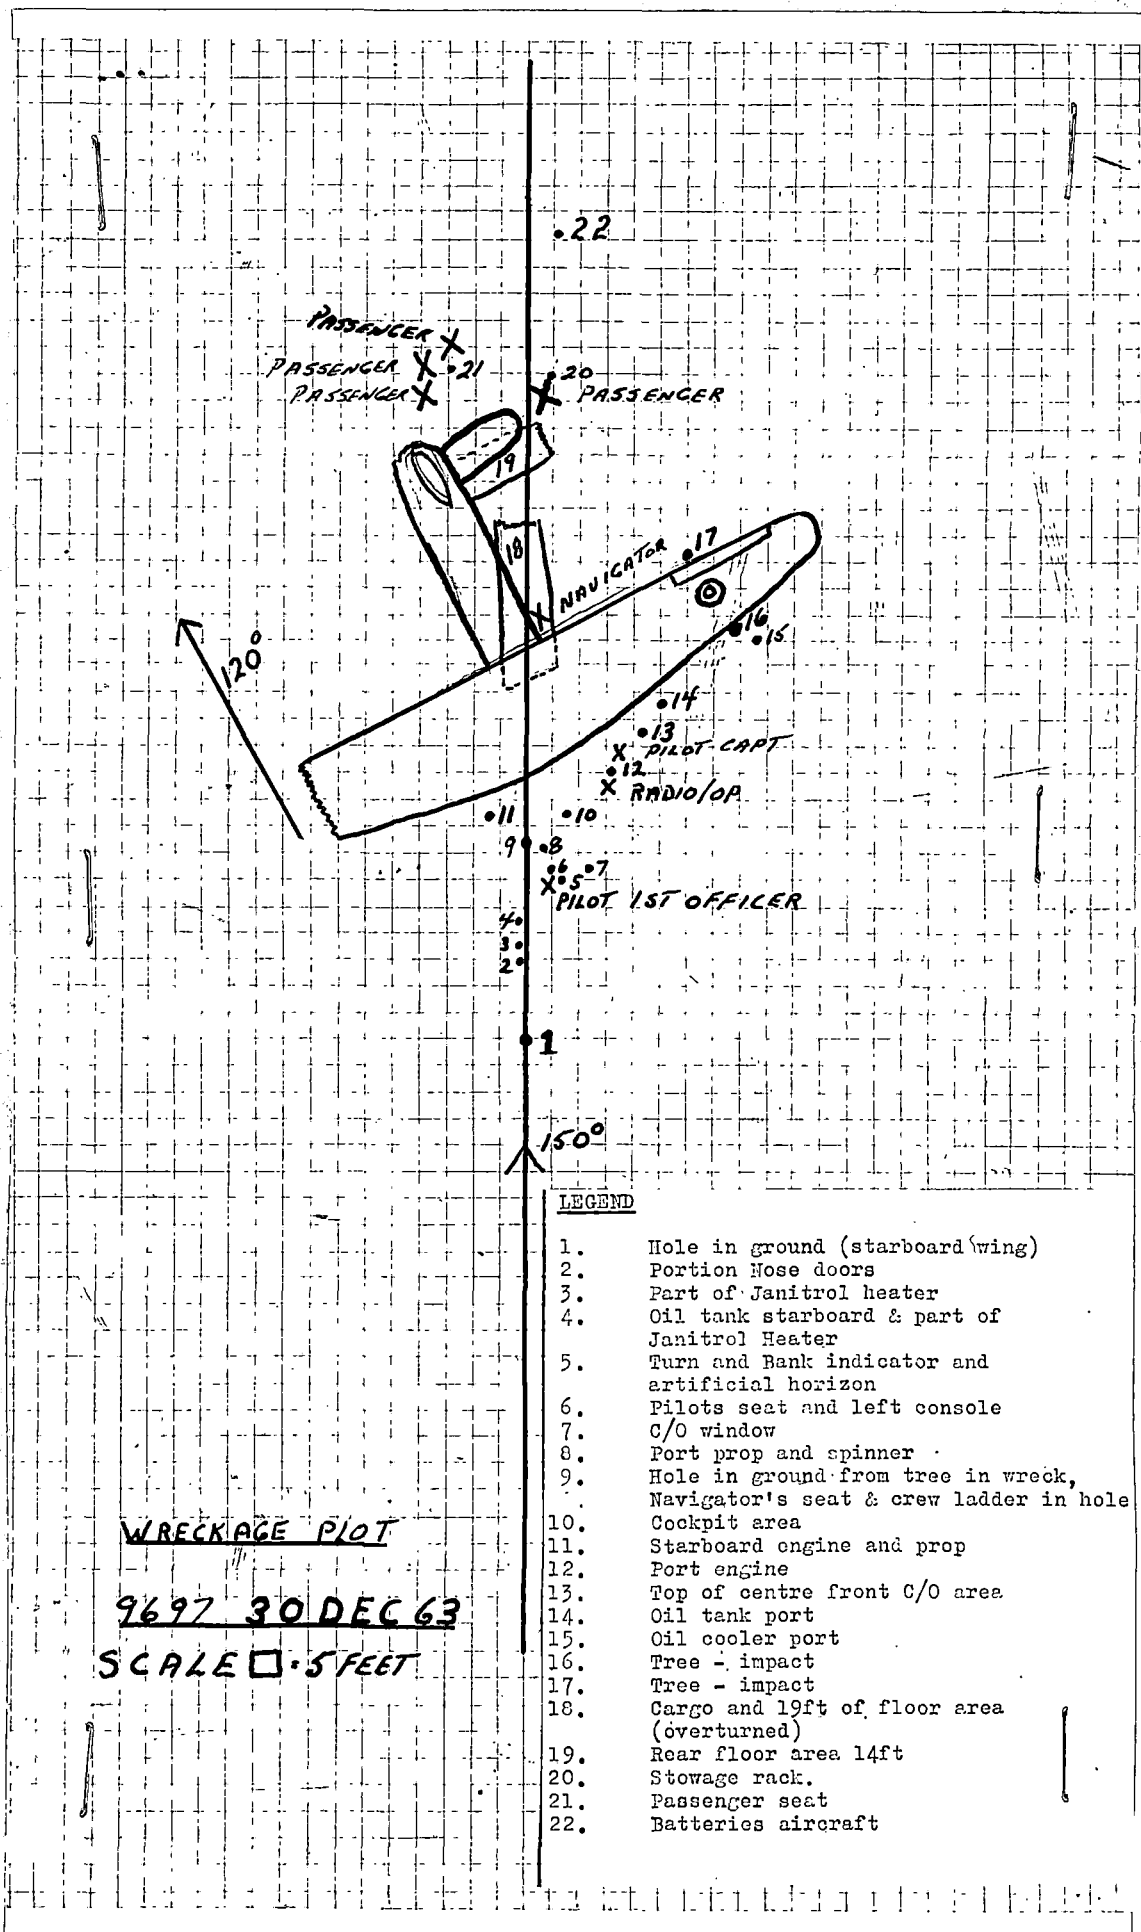 •22
PASSENGER X
PASSENGER X •21
PASSENGER X
•20
X PASSENGER
19
18
•17
X NAVIGATOR
•16
•15
120°
•14
•13
X PILOT-CAPT
•12
X RADIO/OP
•11
•10
9
•8
•6
•7
X •5
PILOT 1ST OFFICER
4•
3•
2•
1
150°
LEGEND
1. Hole in ground (starboard wing)
2. Portion Nose doors
3. Part of Janitrol heater
4. Oil tank starboard & part of
Janitrol Heater
5. Turn and Bank indicator and
artificial horizon
6. Pilots seat and left console
7. C/O window
8. Port prop and spinner
9. Hole in ground from tree in wreck,
Navigator's seat & crew ladder in hole
10. Cockpit area
11. Starboard engine and prop
12. Port engine
13. Top of centre front C/O area
14. Oil tank port
15. Oil cooler port
16. Tree - impact
17. Tree - impact
18. Cargo and 19ft of floor area
(overturned)
19. Rear floor area 14ft
20. Stowage rack.
21. Passenger seat
22. Batteries aircraft
WRECKAGE PLOT
9697 30 DEC 63
SCALE □ = 5 FEET